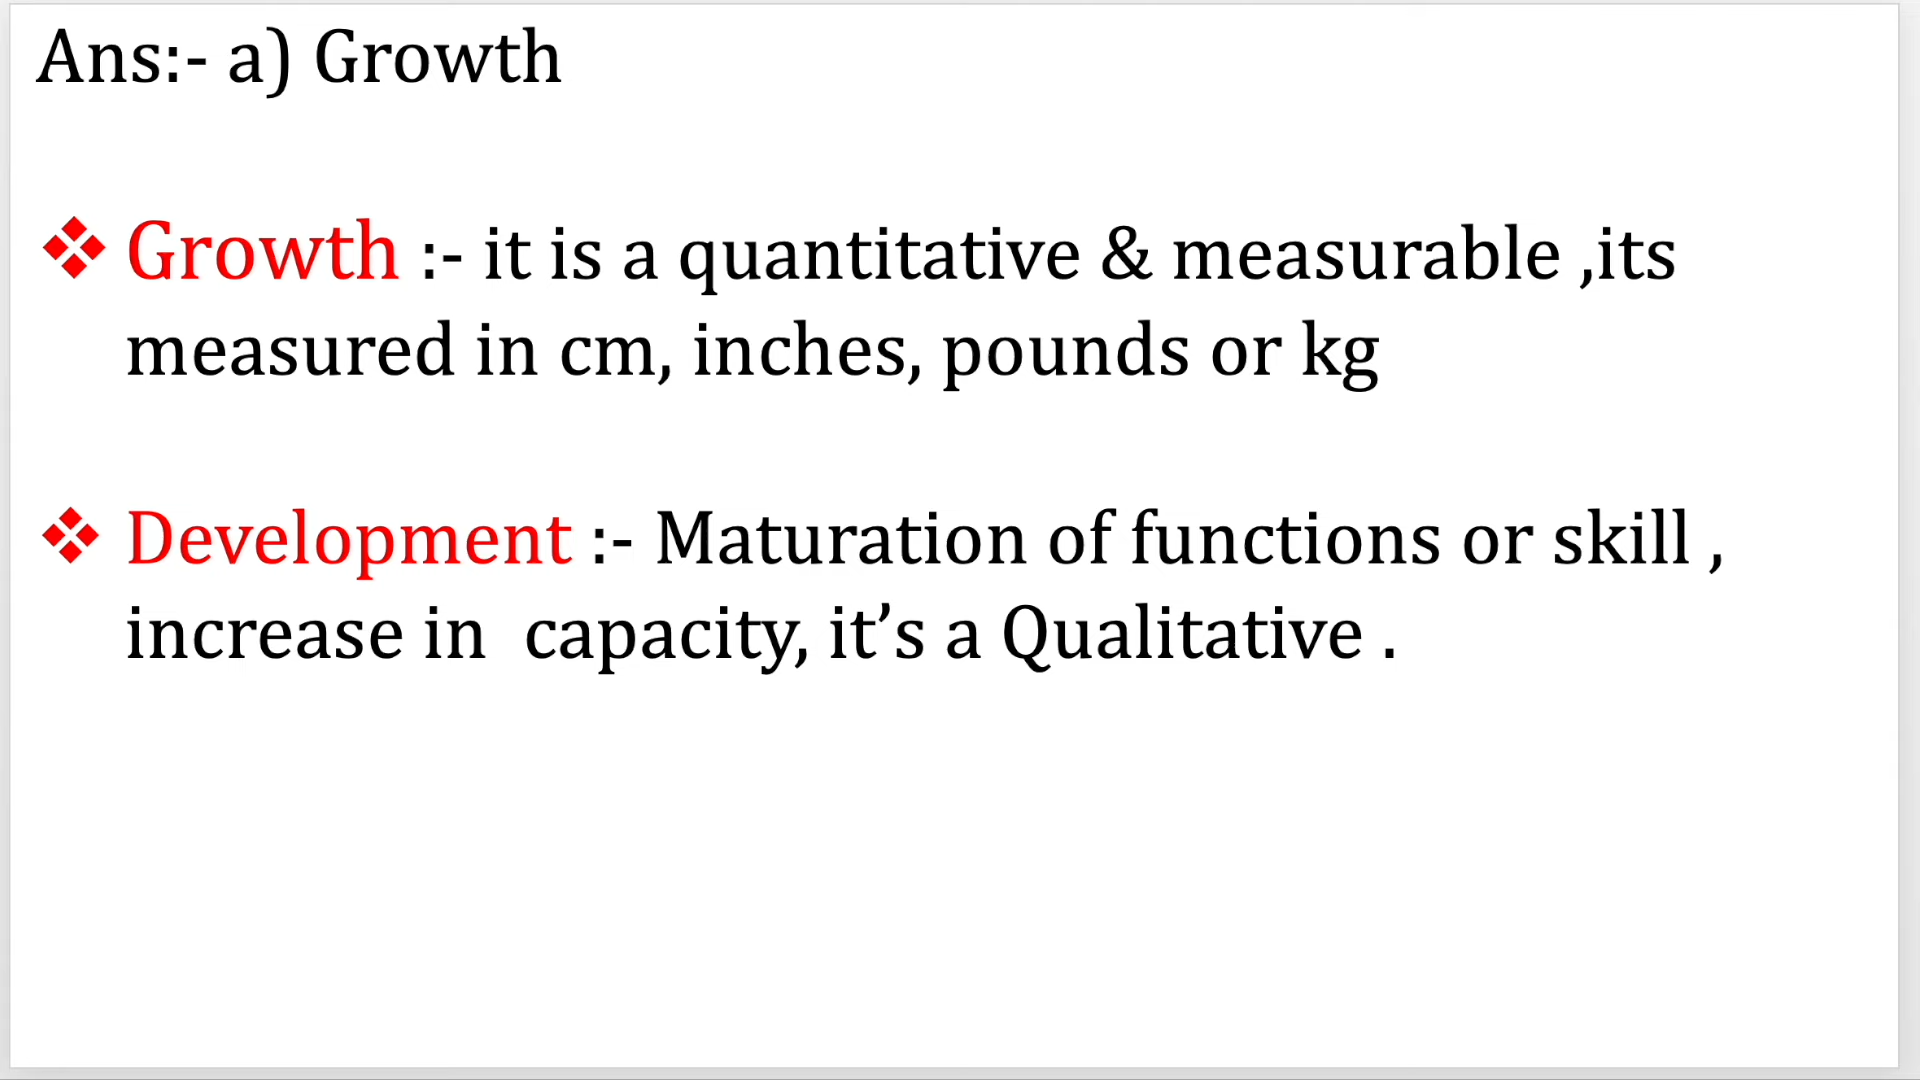 Ans:- a) Growth
❖ Growth :- it is a quantitative & measurable ,its
measured in cm, inches, pounds or kg
❖ Development :- Maturation of functions or skill ,
increase in  capacity, it’s a Qualitative .